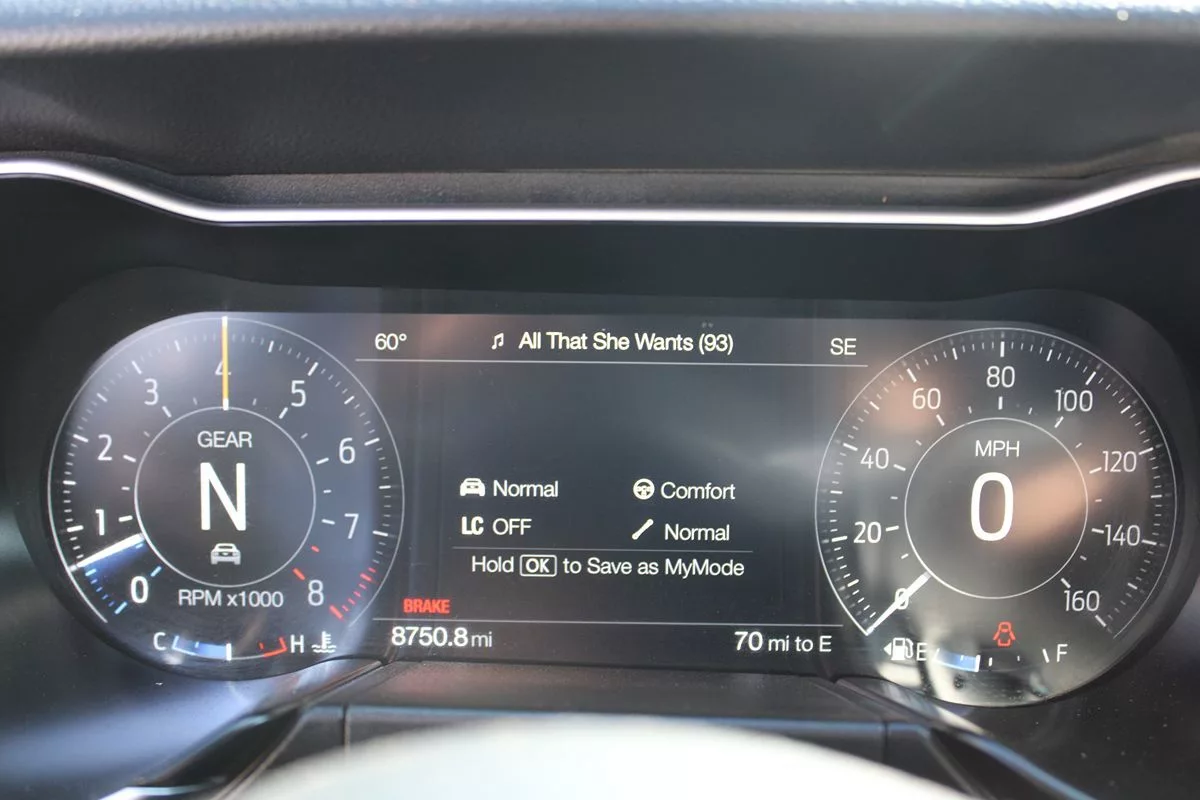 60° All That She Wants (93) SE
GEAR
N
0
1
2
3
4
5
6
7
8
RPM x1000
C H
Normal Comfort
LC OFF Normal
Hold OK to Save as MyMode
BRAKE
8750.8 mi 70 mi to E
MPH
0
0
20
40
60
80
100
120
140
160
E F